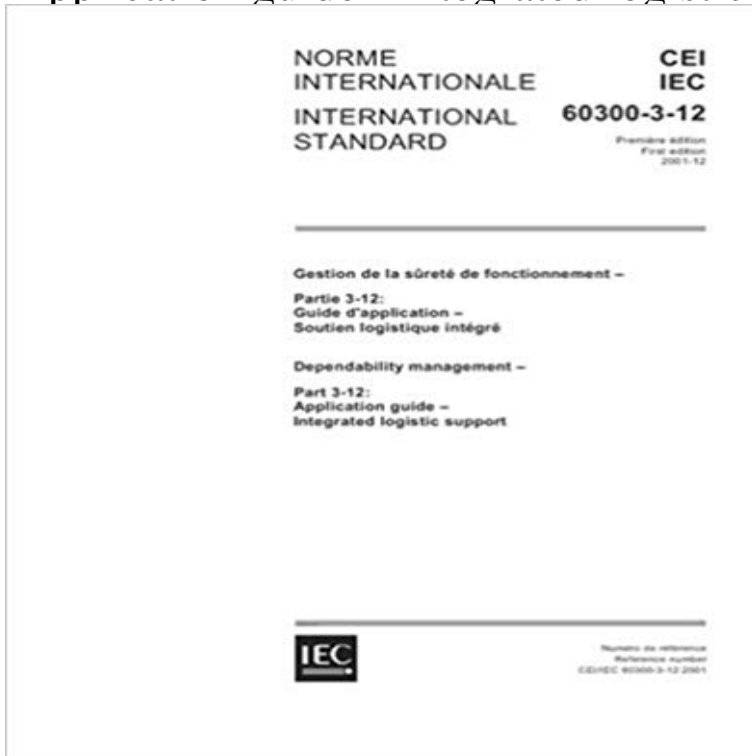 NORME
INTERNATIONALE
CEI
IEC
INTERNATIONAL
STANDARD
60300-3-12
Première édition
First edition
2001-12
Gestion de la sûreté de fonctionnement –
Partie 3-12:
Guide d'application –
Soutien logistique intégré
Dependability management –
Part 3-12:
Application guide –
Integrated logistic support
IEC
Numéro de référence
Reference number
CEI/IEC 60300-3-12:2001